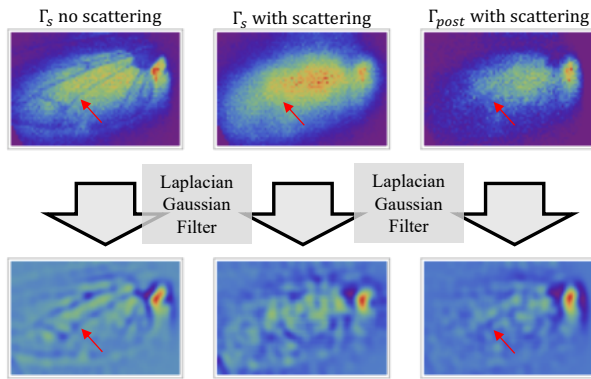 Γₛ no scattering
Γₛ with scattering
Γₚₒₛₜ with scattering
Laplacian
Gaussian
Filter
Laplacian
Gaussian
Filter